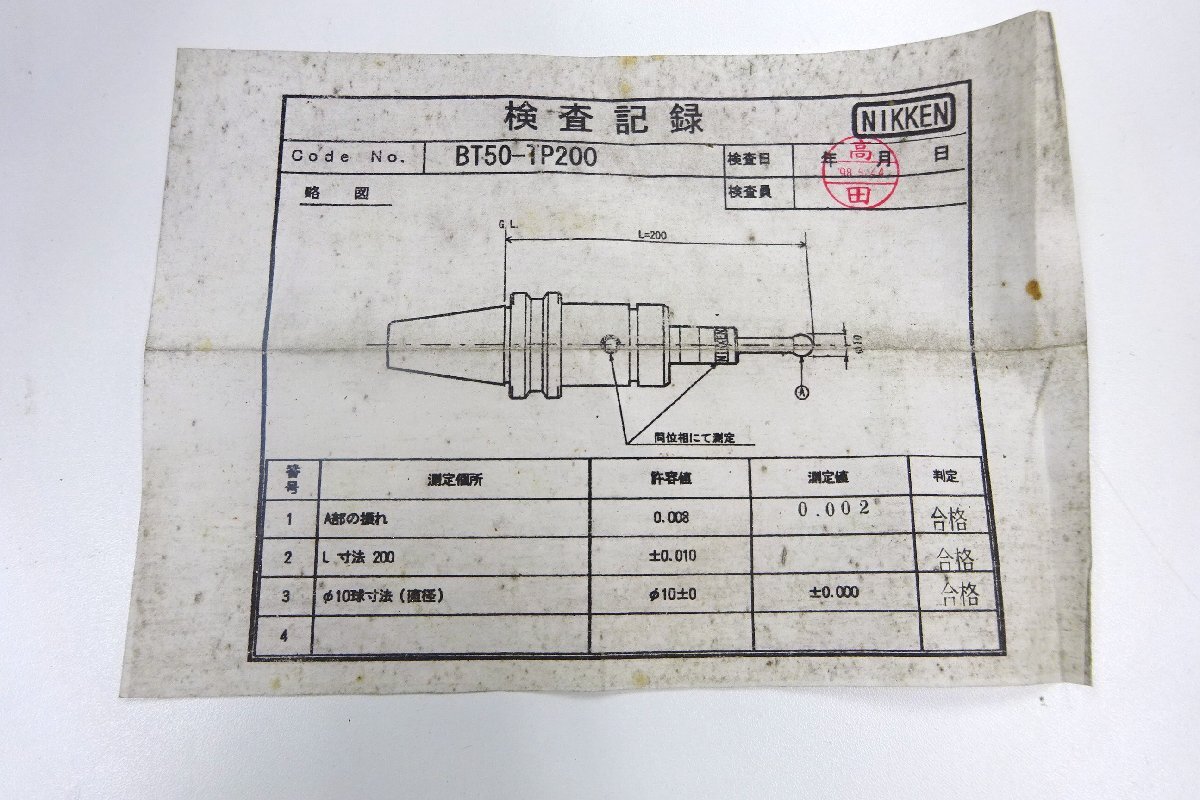 検査記録
NIKKEN
Code No. BT50-1P200
検査日 年 月 日
検査員
高
田
略 図
G.L.
L=200
NIKKEN
φ10
A
同位相にて測定
番号 測定個所 許容値 測定値 判定
1 A部の振れ 0.008 0.002 合格
2 L 寸法 200 ±0.010 合格
3 φ10球寸法(直径) φ10±0 ±0.000 合格
4